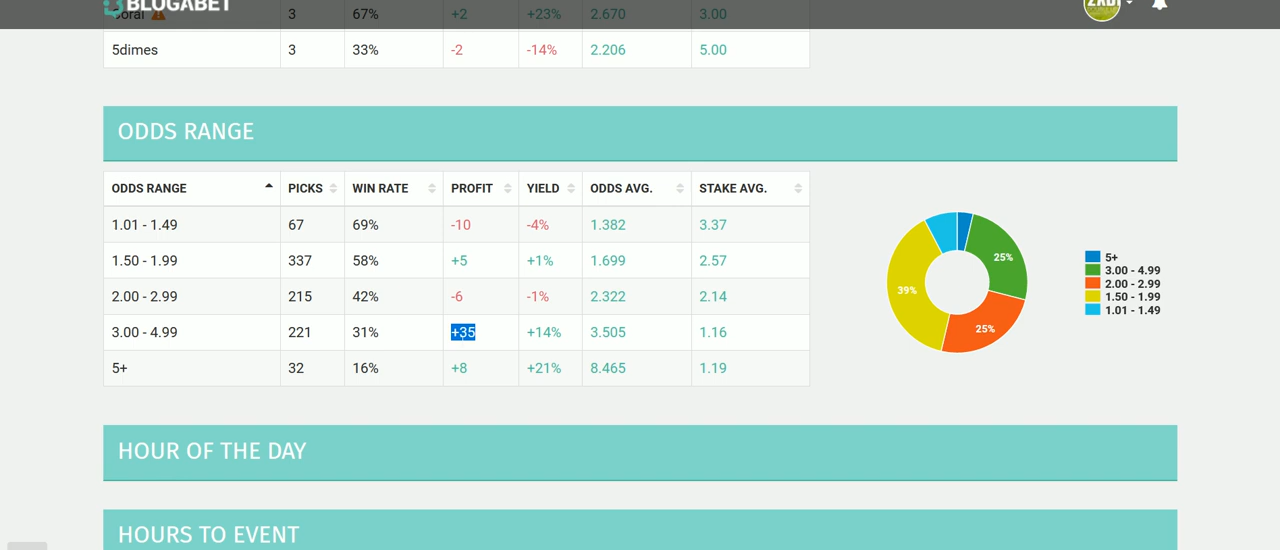 BLOGABET
3 67% +2 +23% 2.670 3.00
5dimes 3 33% -2 -14% 2.206 5.00
ODDS RANGE
ODDS RANGE PICKS WIN RATE PROFIT YIELD ODDS AVG. STAKE AVG.
1.01 - 1.49 67 69% -10 -4% 1.382 3.37
1.50 - 1.99 337 58% +5 +1% 1.699 2.57
2.00 - 2.99 215 42% -6 -1% 2.322 2.14
3.00 - 4.99 221 31% +35 +14% 3.505 1.16
5+ 32 16% +8 +21% 8.465 1.19
25%
39%
25%
5+
3.00 - 4.99
2.00 - 2.99
1.50 - 1.99
1.01 - 1.49
HOUR OF THE DAY
HOURS TO EVENT